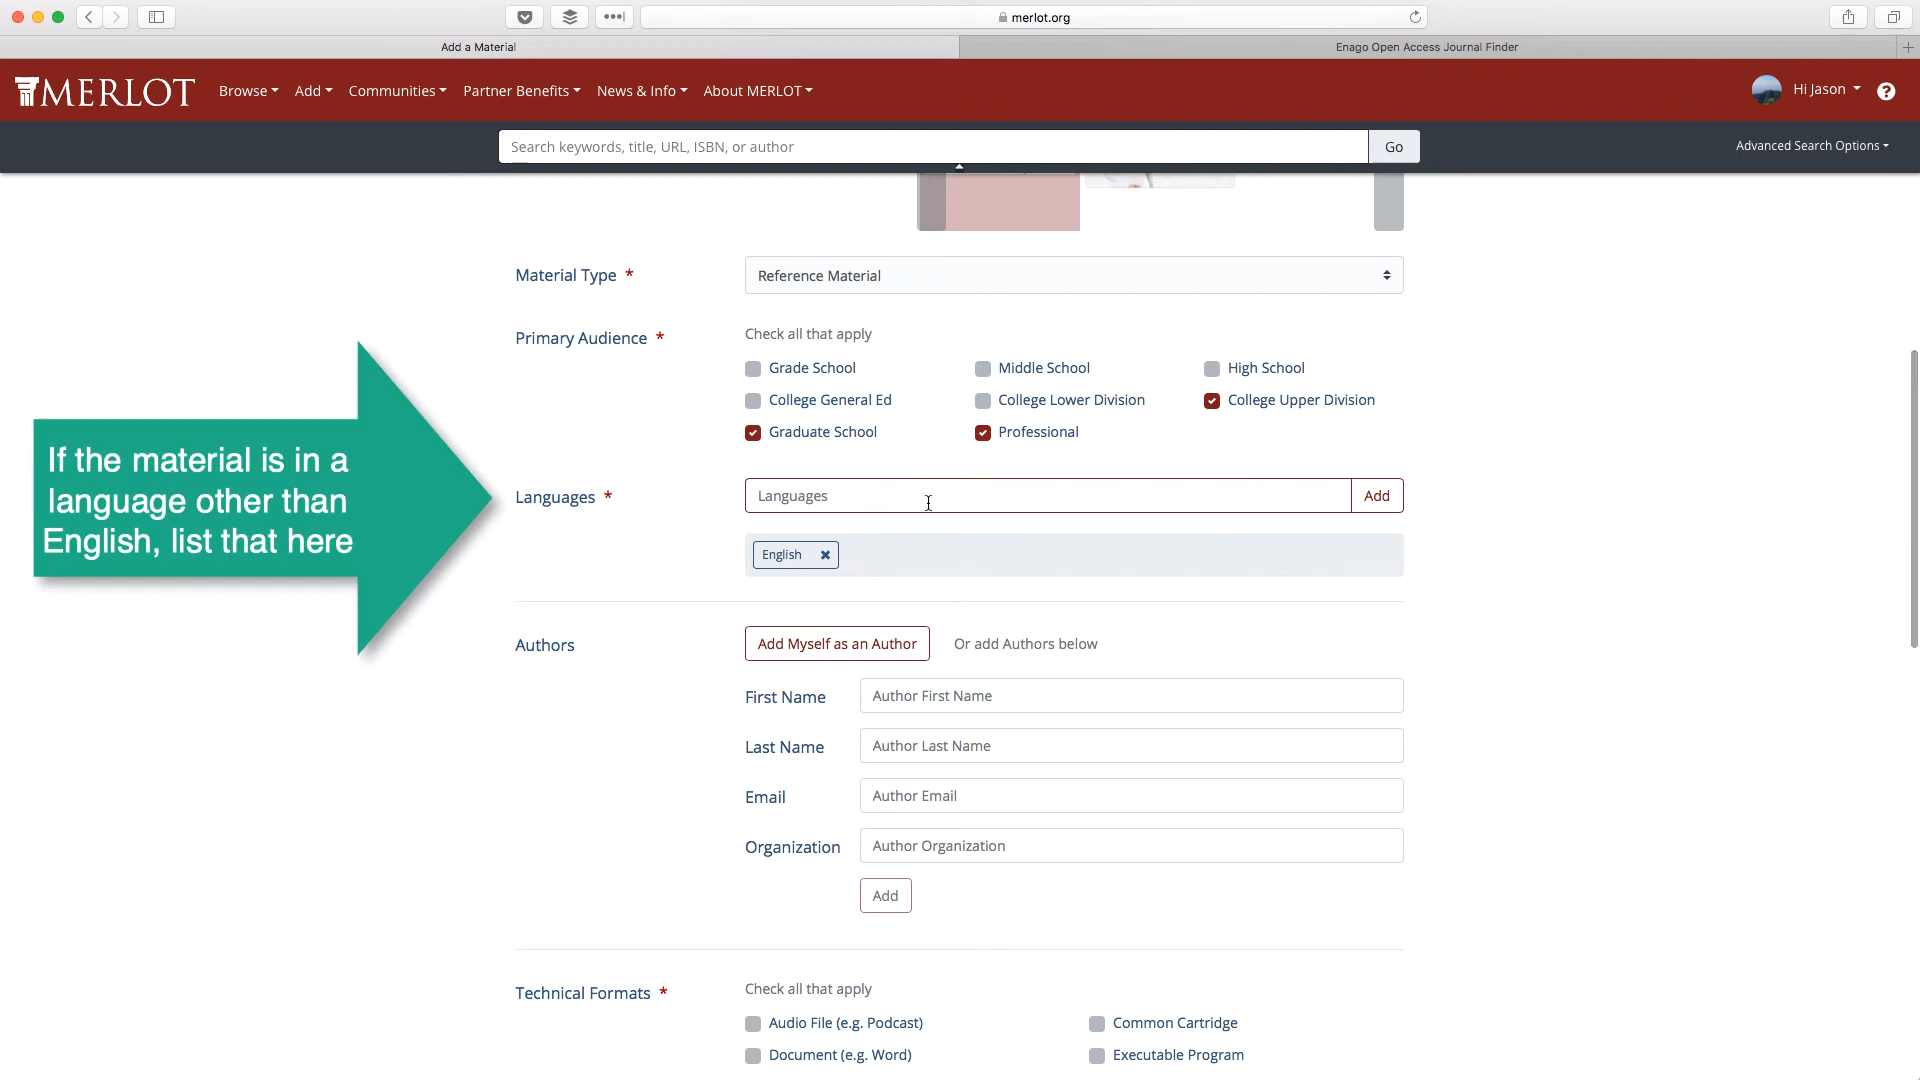 merlot.org
Add a Material
Enago Open Access Journal Finder
MERLOT
Browse
Add
Communities
Partner Benefits
News & Info
About MERLOT
Hi Jason
?
Search keywords, title, URL, ISBN, or author
Go
Advanced Search Options
Material Type *
Reference Material
Primary Audience *
Check all that apply
Grade School
Middle School
High School
College General Ed
College Lower Division
College Upper Division
Graduate School
Professional
If the material is in a
language other than
English, list that here
Languages *
Languages
Add
English
Authors
Add Myself as an Author
Or add Authors below
First Name
Author First Name
Last Name
Author Last Name
Email
Author Email
Organization
Author Organization
Add
Technical Formats *
Check all that apply
Audio File (e.g. Podcast)
Common Cartridge
Document (e.g. Word)
Executable Program